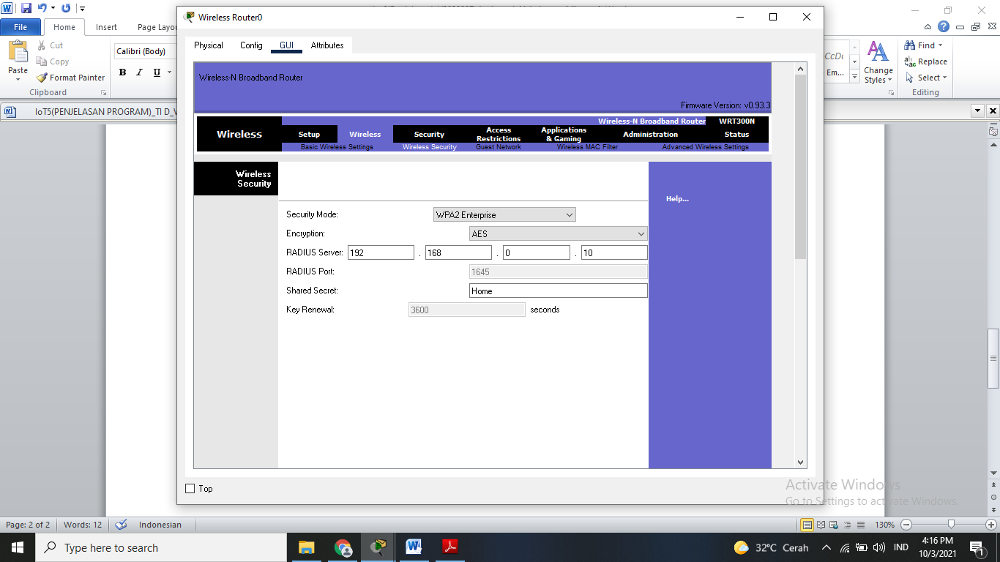 Wireless Router0
File Home Insert Page Layou
Cut
Copy
Format Painter
Paste
Clipboard
Calibri (Body)
B I U
CcDc
Em...
Change
Styles
Find
Replace
Select
Editing
IoT5(PENJELASAN PROGRAM)_TI D_V
Physical Config GUI Attributes
Wireless-N Broadband Router
Firmware Version: v0.93.3
Wireless-N Broadband Router WRT300N
Wireless
Setup Wireless Security Access Restrictions Applications & Gaming Administration Status
Basic Wireless Settings Wireless Security Guest Network Wireless MAC Filter Advanced Wireless Settings
Wireless
Security
Help...
Security Mode: WPA2 Enterprise
Encryption: AES
RADIUS Server: 192 . 168 . 0 . 10
RADIUS Port: 1645
Shared Secret: Home
Key Renewal: 3600 seconds
Top
Activate Windows
Go to Settings to activate Windows.
Page: 2 of 2 Words: 12 Indonesian 130%
Type here to search
32°C Cerah IND 4:16 PM
10/3/2021
1